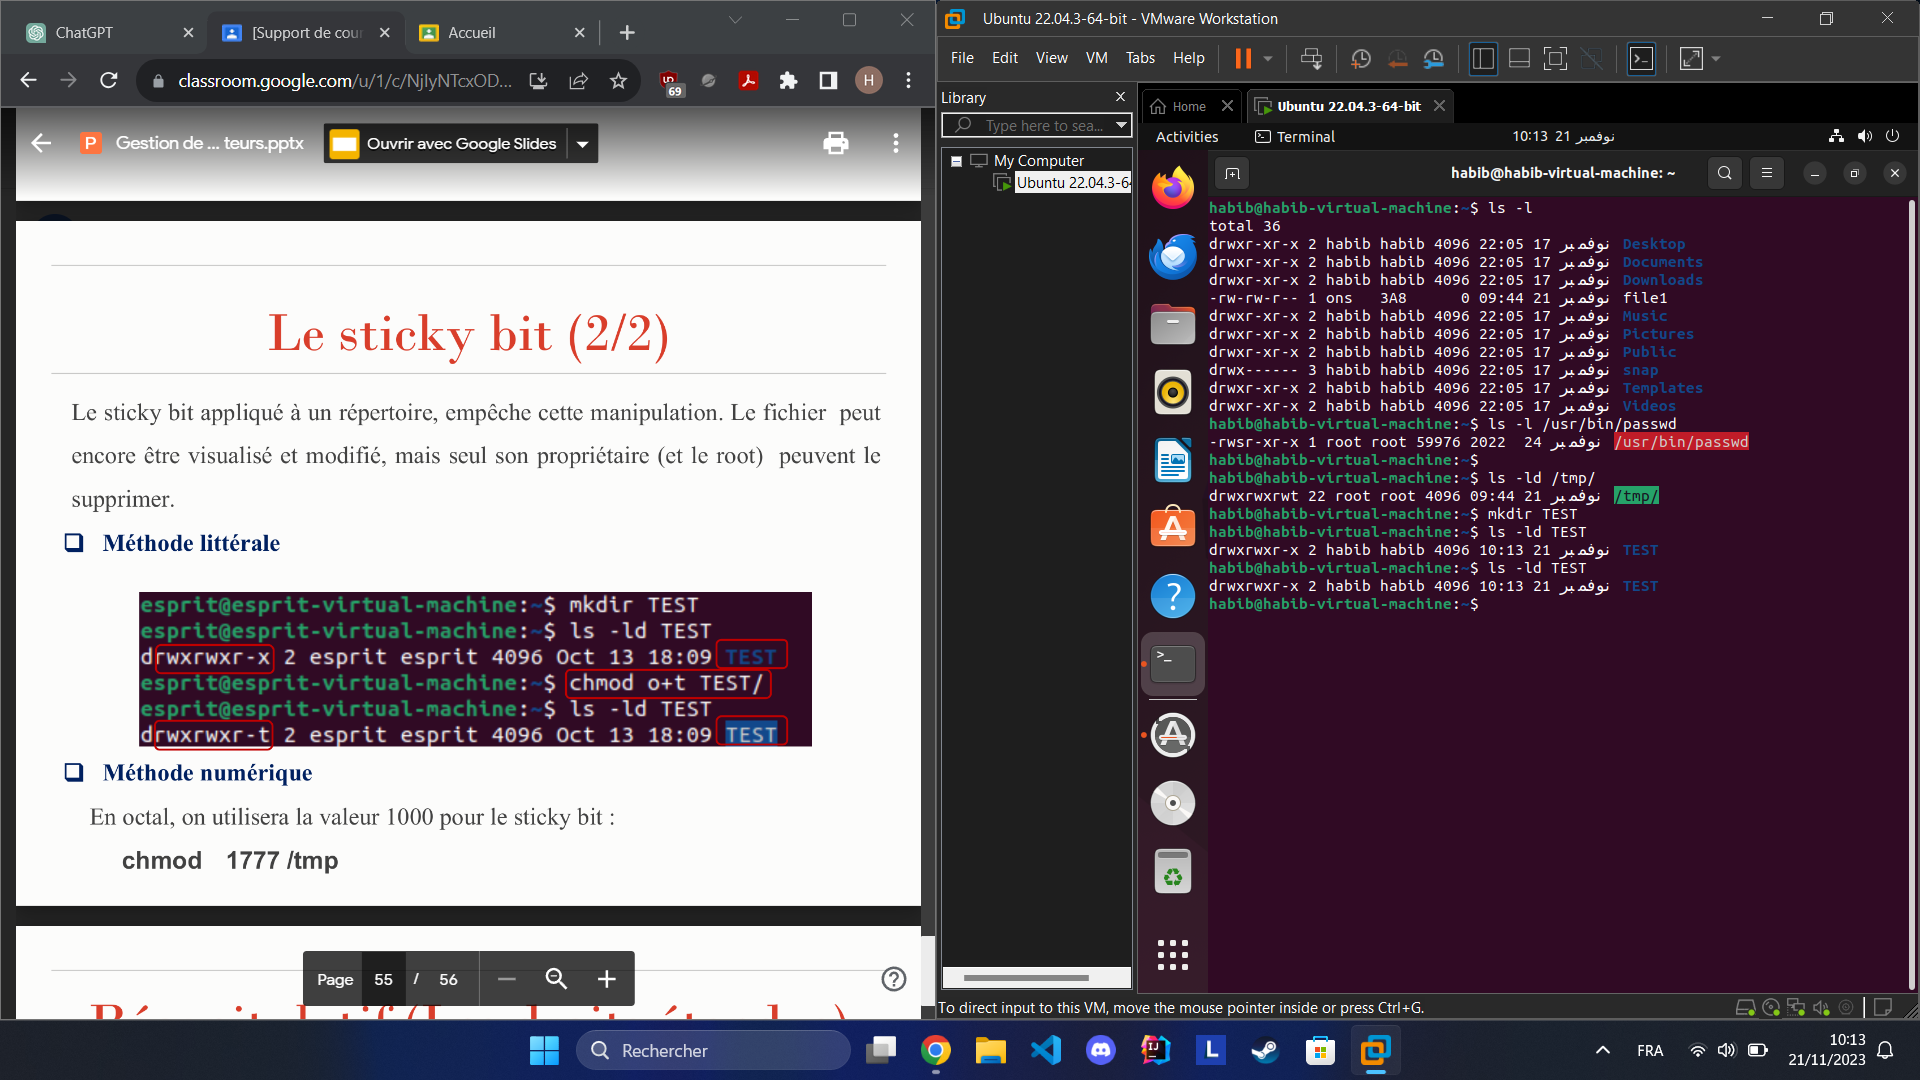 ChatGPT
[Support de cour
Accueil
classroom.google.com/u/1/c/NjIyNTcxOD...
69
H
P
Gestion de ... teurs.pptx
Ouvrir avec Google Slides
Le sticky bit (2/2)
Le sticky bit appliqué à un répertoire, empêche cette manipulation. Le fichier peut
encore être visualisé et modifié, mais seul son propriétaire (et le root) peuvent le
supprimer.
Méthode littérale
esprit@esprit-virtual-machine:~$ mkdir TEST
esprit@esprit-virtual-machine:~$ ls -ld TEST
drwxrwxr-x 2 esprit esprit 4096 Oct 13 18:09 TEST
esprit@esprit-virtual-machine:~$ chmod o+t TEST/
esprit@esprit-virtual-machine:~$ ls -ld TEST
drwxrwxr-t 2 esprit esprit 4096 Oct 13 18:09 TEST
Méthode numérique
En octal, on utilisera la valeur 1000 pour le sticky bit :
chmod 1777 /tmp
Page 55 / 56
Ubuntu 22.04.3-64-bit - VMware Workstation
File Edit View VM Tabs Help
Library
Type here to sea...
My Computer
Ubuntu 22.04.3-64
Home
Ubuntu 22.04.3-64-bit
Activities
Terminal
10:13 21 نوفمبر
habib@habib-virtual-machine: ~
habib@habib-virtual-machine:~$ ls -l
total 36
drwxr-xr-x 2 habib habib 4096 22:05 17 نوفمبر Desktop
drwxr-xr-x 2 habib habib 4096 22:05 17 نوفمبر Documents
drwxr-xr-x 2 habib habib 4096 22:05 17 نوفمبر Downloads
-rw-rw-r-- 1 ons 3A8 0 09:44 21 نوفمبر file1
drwxr-xr-x 2 habib habib 4096 22:05 17 نوفمبر Music
drwxr-xr-x 2 habib habib 4096 22:05 17 نوفمبر Pictures
drwxr-xr-x 2 habib habib 4096 22:05 17 نوفمبر Public
drwx------ 3 habib habib 4096 22:05 17 نوفمبر snap
drwxr-xr-x 2 habib habib 4096 22:05 17 نوفمبر Templates
drwxr-xr-x 2 habib habib 4096 22:05 17 نوفمبر Videos
habib@habib-virtual-machine:~$ ls -l /usr/bin/passwd
-rwsr-xr-x 1 root root 59976 2022 24 نوفمبر /usr/bin/passwd
habib@habib-virtual-machine:~$
habib@habib-virtual-machine:~$ ls -ld /tmp/
drwxrwxrwt 22 root root 4096 09:44 21 نوفمبر /tmp/
habib@habib-virtual-machine:~$ mkdir TEST
habib@habib-virtual-machine:~$ ls -ld TEST
drwxrwxr-x 2 habib habib 4096 10:13 21 نوفمبر TEST
habib@habib-virtual-machine:~$ ls -ld TEST
drwxrwxr-x 2 habib habib 4096 10:13 21 نوفمبر TEST
habib@habib-virtual-machine:~$
To direct input to this VM, move the mouse pointer inside or press Ctrl+G.
Rechercher
FRA
10:13
21/11/2023